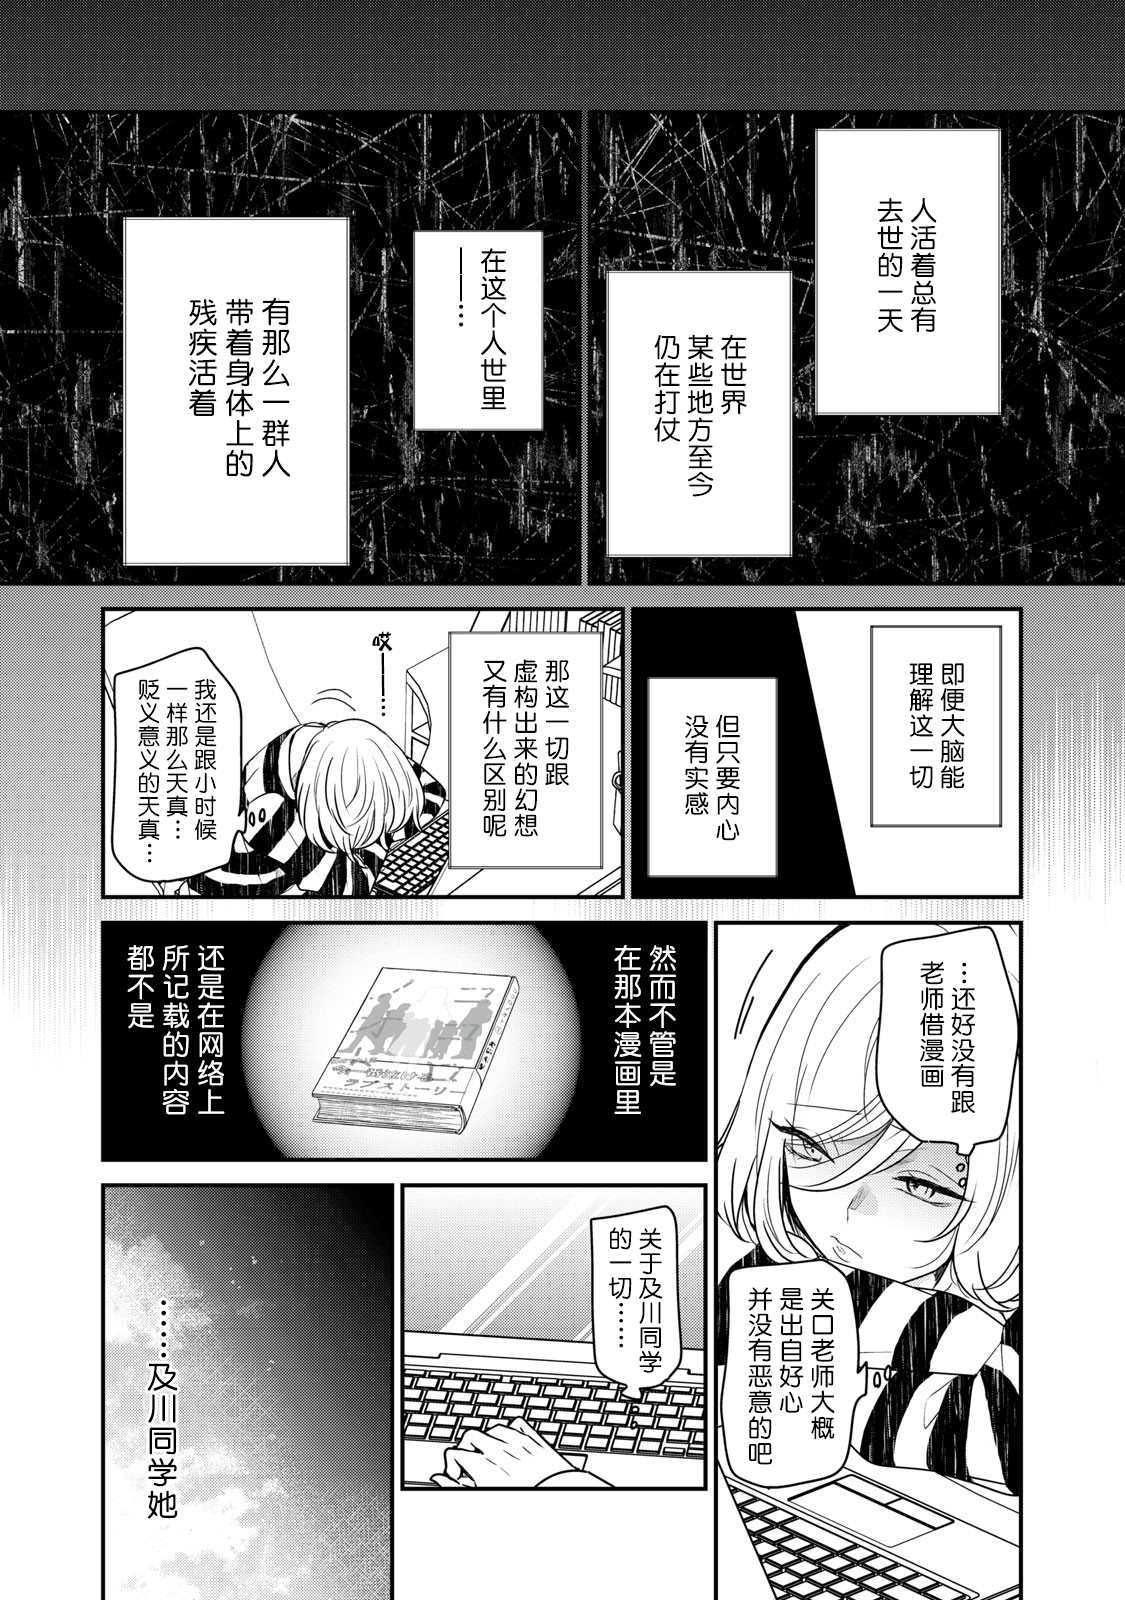 人活着总有
去世的一天
在世界
某些地方至今
仍在打仗
在这个人世里
——…
有那么一群人
带着身体上的
残疾活着
即便大脑能
理解这一切
但只要内心
没有实感
那这一切跟
虚构出来的幻想
又有什么区别呢
哎——…
我还是跟小时候
一样那么天真…
贬义意义的天真…
…还好没有跟
老师借漫画
关口老师大概
是出自好心
并没有恶意的吧
然而不管是
在那本漫画里
还是在网络上
所记载的内容
都不是
ラブストーリー
关于及川同学
的一切……
……及川同学她